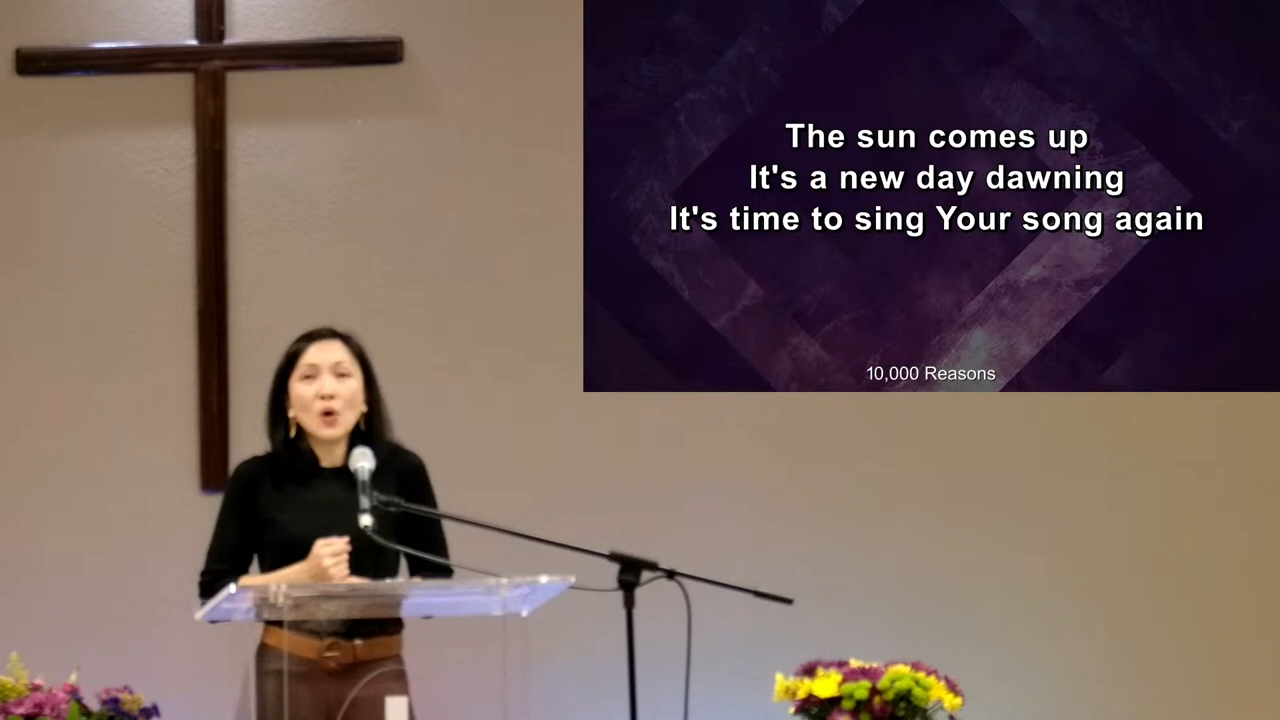 The sun comes up
It's a new day dawning
It's time to sing Your song again
10,000 Reasons